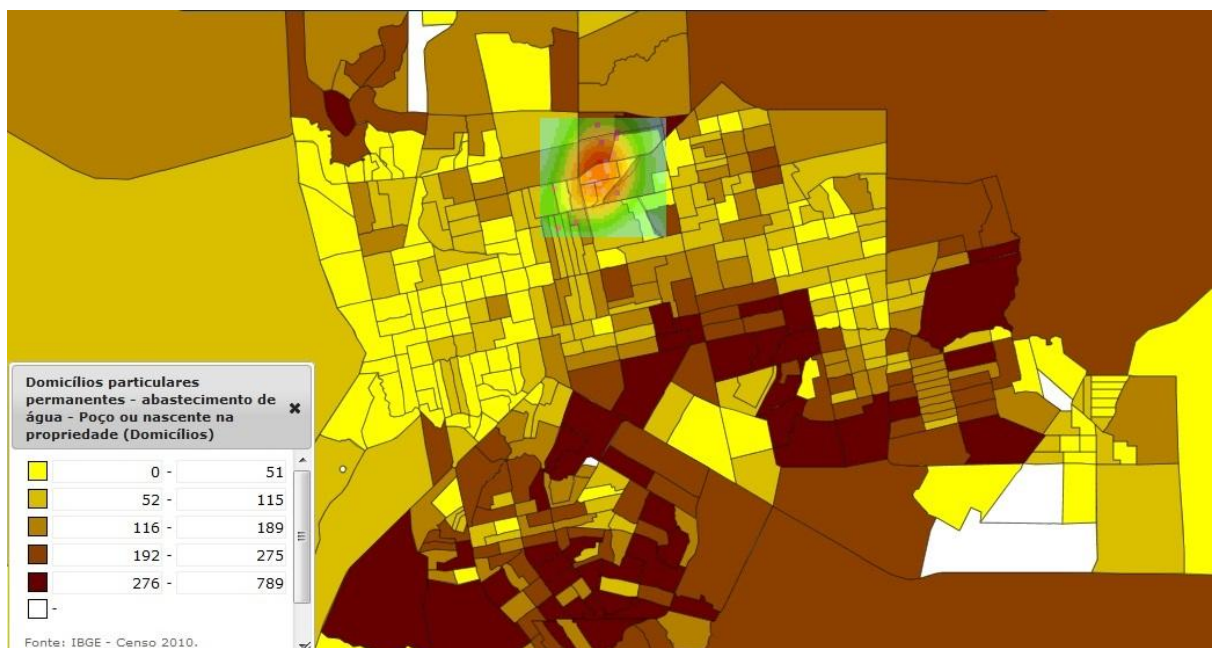 Domicílios particulares
permanentes - abastecimento de
água - Poço ou nascente na
propriedade (Domicílios)
0 - 51
52 - 115
116 - 189
192 - 275
276 - 789
-
Fonte: IBGE - Censo 2010.